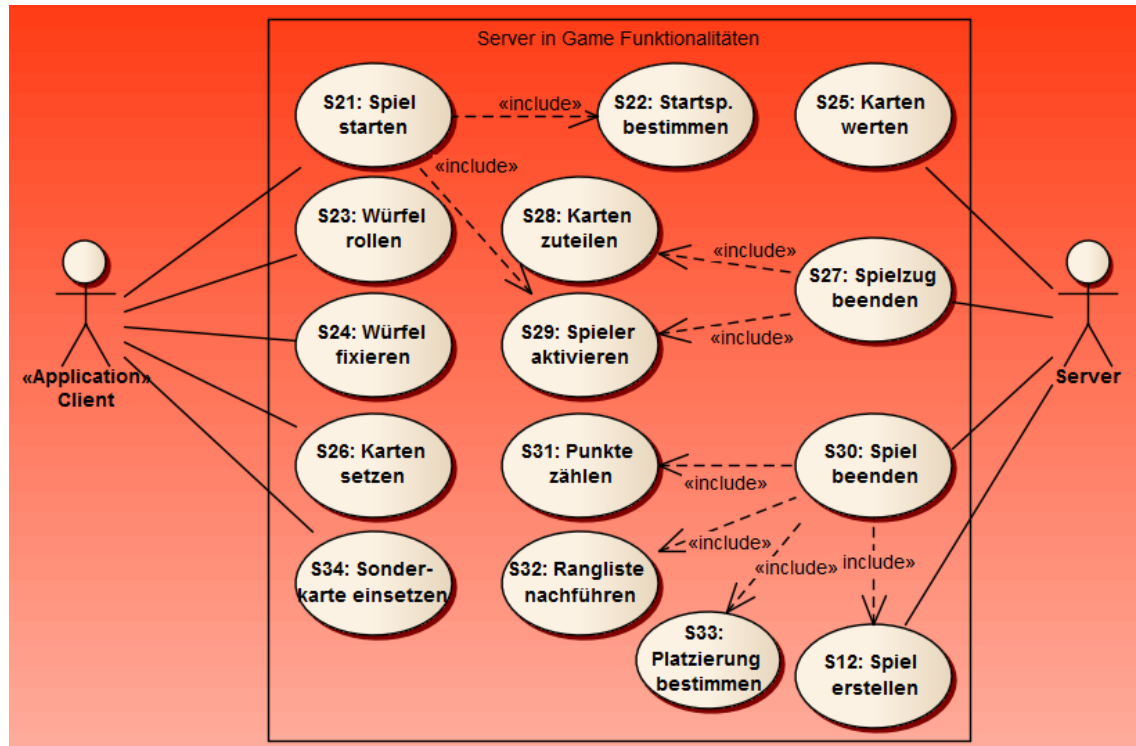 Server in Game Funktionalitäten
S21: Spiel
starten
«include»
S22: Startsp.
bestimmen
S25: Karten
werten
«include»
S23: Würfel
rollen
S28: Karten
zuteilen
«include»
S27: Spielzug
beenden
S24: Würfel
fixieren
S29: Spieler
aktivieren
«include»
«Application»
Client
Server
S26: Karten
setzen
S31: Punkte
zählen
«include»
S30: Spiel
beenden
«include»
«include»
include»
S34: Sonder-
karte einsetzen
S32: Rangliste
nachführen
S33:
Platzierung
bestimmen
S12: Spiel
erstellen